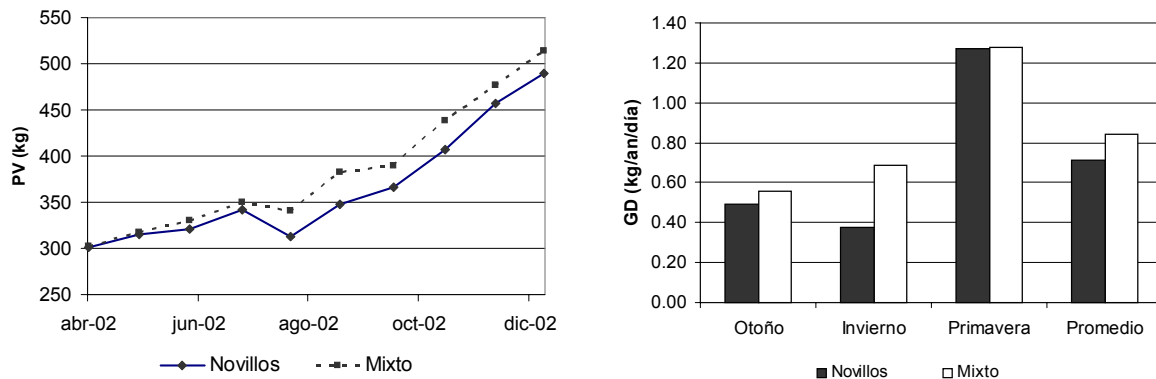 PV (kg)
550
500
450
400
350
300
250
abr-02 jun-02 ago-02 oct-02 dic-02
Novillos Mixto
GD (kg/an/día)
1.40
1.20
1.00
0.80
0.60
0.40
0.20
0.00
Otoño Invierno Primavera Promedio
Novillos Mixto